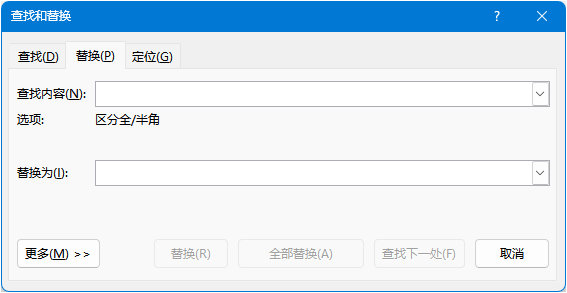 查找和替换
查找(D) 替换(P) 定位(G)
查找内容(N):
选项: 区分全/半角
替换为(I):
更多(M) >> 替换(R) 全部替换(A) 查找下一处(F) 取消